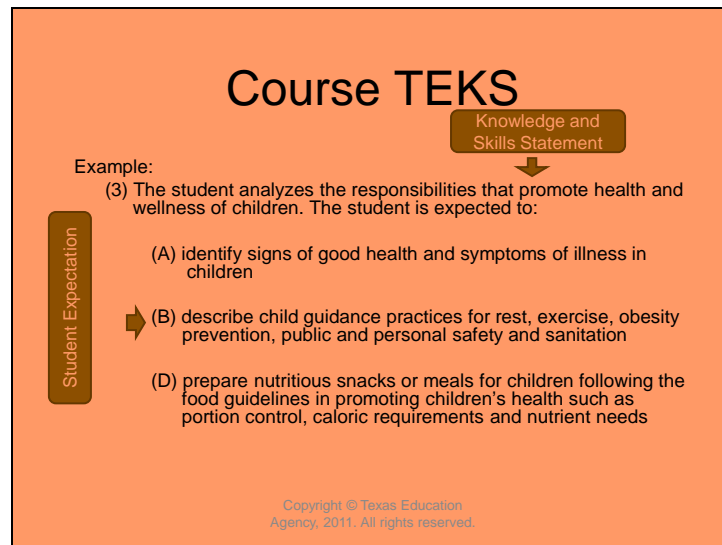 Course TEKS
Knowledge and
Skills Statement
Example:
(3) The student analyzes the responsibilities that promote health and
wellness of children. The student is expected to:
Student Expectation
(A) identify signs of good health and symptoms of illness in
children
(B) describe child guidance practices for rest, exercise, obesity
prevention, public and personal safety and sanitation
(D) prepare nutritious snacks or meals for children following the
food guidelines in promoting children’s health such as
portion control, caloric requirements and nutrient needs
Copyright © Texas Education
Agency, 2011. All rights reserved.